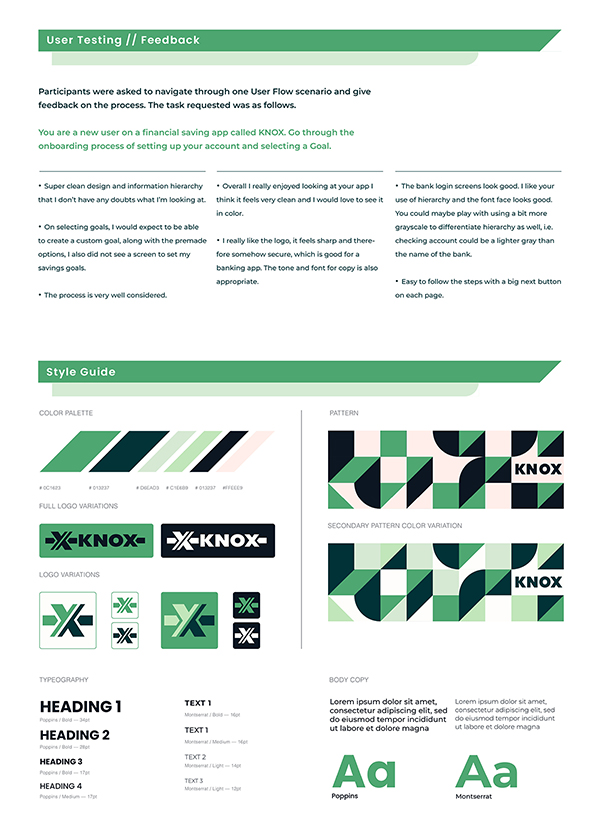 User Testing // Feedback
Participants were asked to navigate through one User Flow scenario and give
feedback on the process. The task requested was as follows.
You are a new user on a financial saving app called KNOX. Go through the
onboarding process of setting up your account and selecting a Goal.
• Super clean design and information hierarchy
that I don't have any doubts what I'm looking at.
• On selecting goals, I would expect to be able
to create a custom goal, along with the premade
options, I also did not see a screen to set my
savings goals.
• The process is very well considered.
• Overall I really enjoyed looking at your app I
think it feels very clean and I would love to see it
in color.
• I really like the logo, it feels sharp and there-
fore somehow secure, which is good for a
banking app. The tone and font for copy is also
appropriate.
• The bank login screens look good. I like your
use of hierarchy and the font face looks good.
You could maybe play with using a bit more
grayscale to differentiate hierarchy as well, i.e.
checking account could be a lighter gray than
the name of the bank.
• Easy to follow the steps with a big next button
on each page.
Style Guide
COLOR PALETTE
# 0C1623 # 013237 # D6EAD3 # C1E6B9 # 013237 #FFEEE9
FULL LOGO VARIATIONS
KNOX
KNOX
LOGO VARIATIONS
PATTERN
KNOX
SECONDARY PATTERN COLOR VARIATION
KNOX
TYPEOGRAPHY
HEADING 1
Poppins / Bold — 34pt
HEADING 2
Poppins / Bold — 28pt
HEADING 3
Poppins / Bold — 17pt
HEADING 4
Poppins / Medium — 17pt
TEXT 1
Montserrat / Bold — 16pt
TEXT 1
Montserrat / Medium — 16pt
TEXT 2
Montserrat / Light — 14pt
TEXT 3
Montserrat / Light — 12pt
BODY COPY
Lorem ipsum dolor sit amet,
consectetur adipiscing elit, sed
do eiusmod tempor incididunt
ut labore et dolore magna
Lorem ipsum dolor sit amet,
consectetur adipiscing elit, sed
do eiusmod tempor incididunt
ut labore et dolore magna
Aa
Poppins
Aa
Montserrat